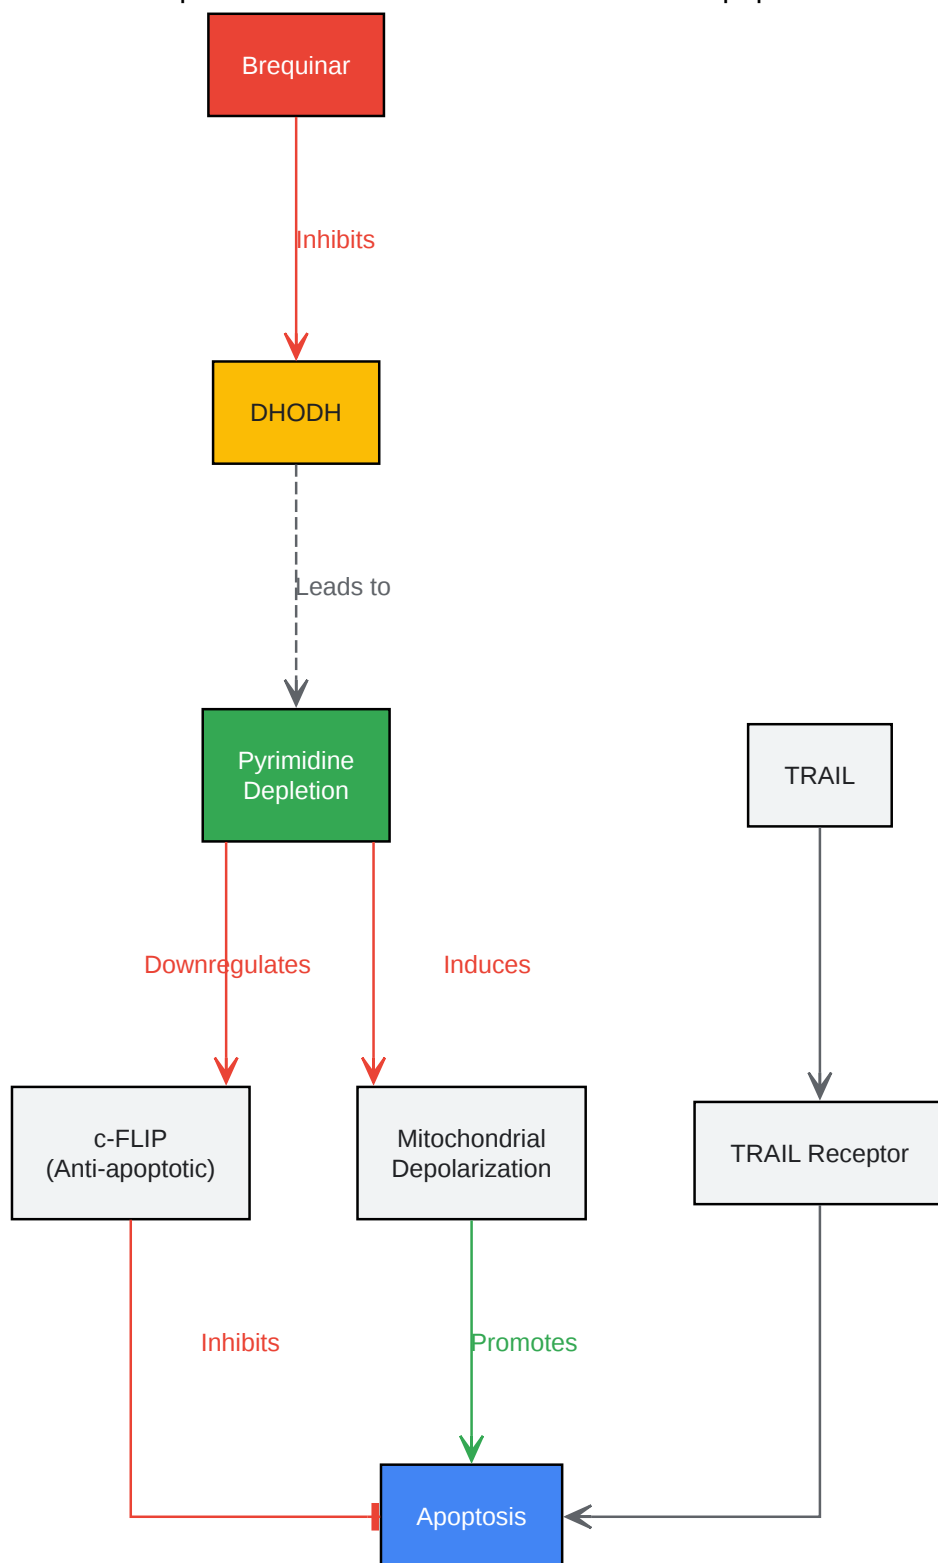 Brequinar
Inhibits
DHODH
Leads to
Pyrimidine
Depletion
TRAIL
Downregulates
Induces
c-FLIP
(Anti-apoptotic)
Mitochondrial
Depolarization
TRAIL Receptor
Inhibits
Promotes
Apoptosis